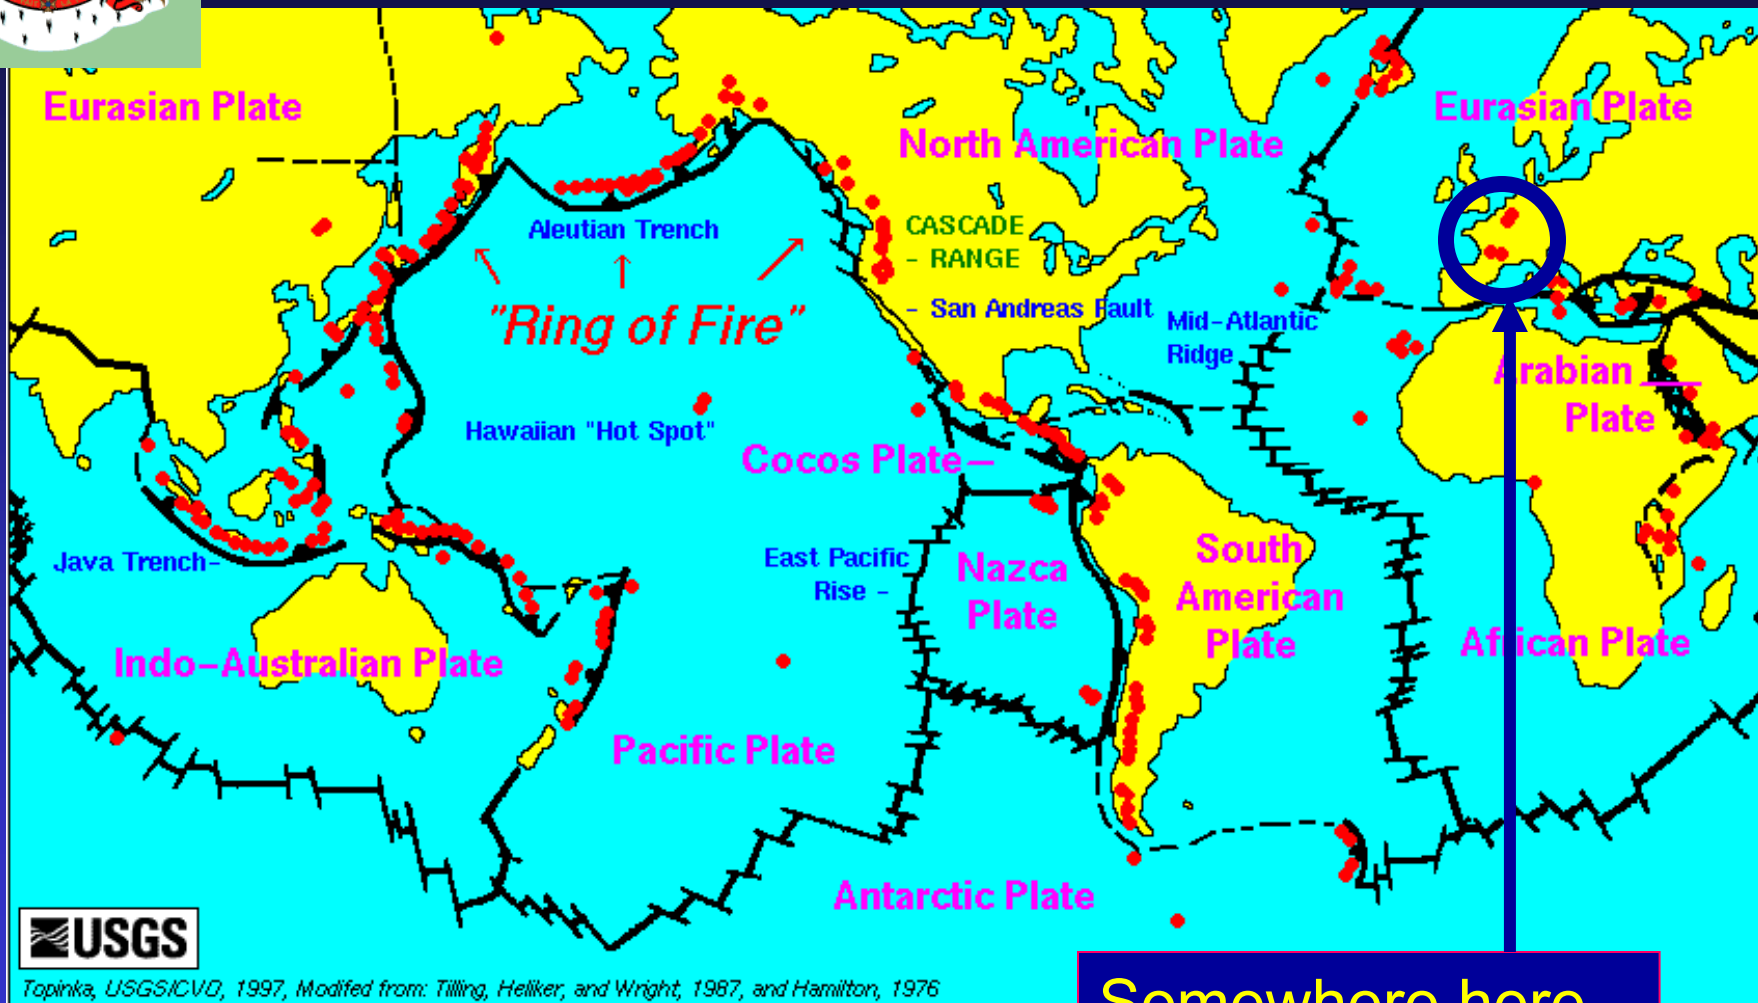 Eurasian Plate
Eurasian Plate
North American Plate
Aleutian Trench
CASCADE
- RANGE
"Ring of Fire"
- San Andreas Fault
Mid-Atlantic
Ridge
Arabian
Plate
Hawaiian "Hot Spot"
Cocos Plate
Java Trench-
East Pacific
Rise -
Nazca
Plate
South
American
Plate
Indo-Australian Plate
African Plate
Pacific Plate
Antarctic Plate
USGS
Topinka, USGS/CVO, 1997, Modifed from: Tilling, Heliker, and Wright, 1987, and Hamilton, 1976
Somewhere here